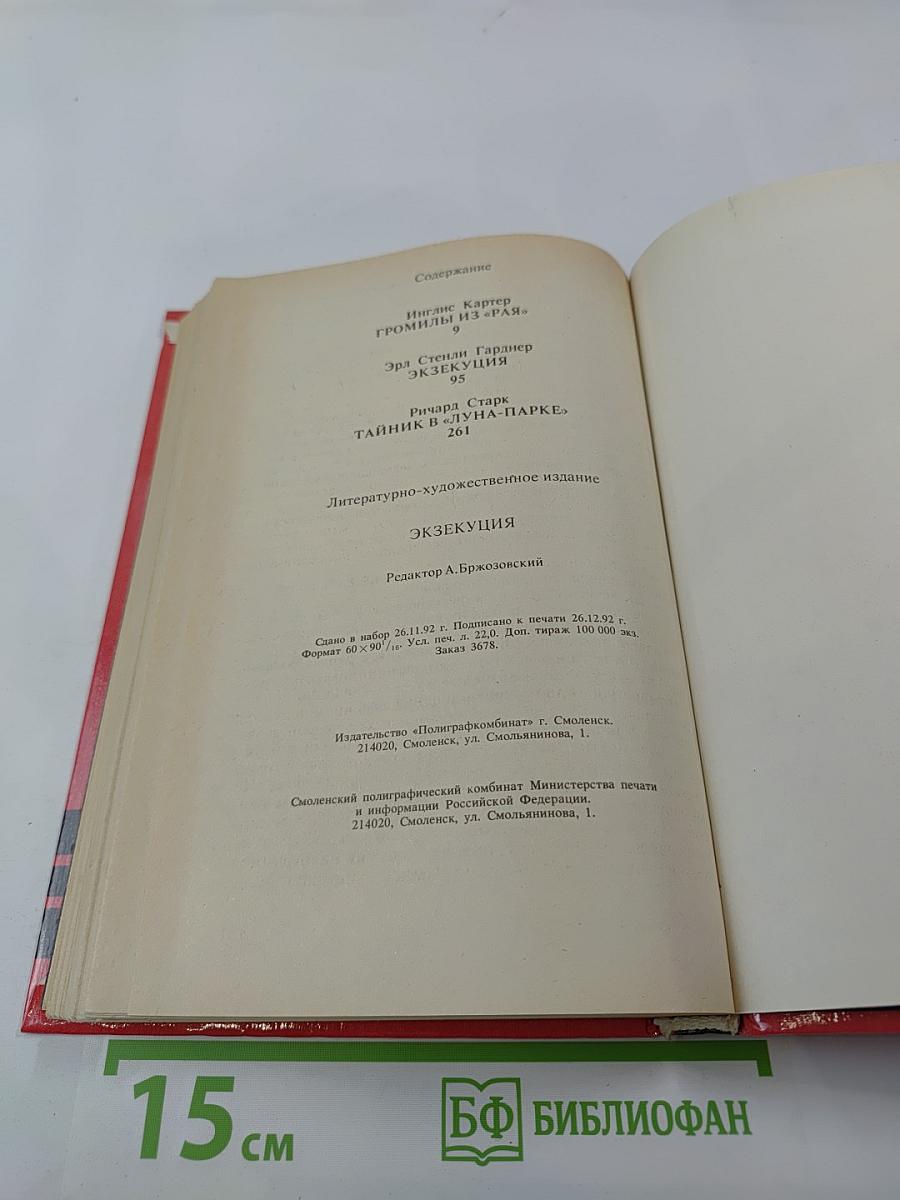 Содержание
Инглис Картер
ГРОМИЛЫ ИЗ «РАЯ»
9
Эрл Стенли Гарднер
ЭКЗЕКУЦИЯ
95
Ричард Старк
ТАЙНИК В «ЛУНА-ПАРКЕ»
261
Литературно-художественное издание
ЭКЗЕКУЦИЯ
Редактор А.Бржозовский
Сдано в набор 26.11.92 г. Подписано к печати 26.12.92 г.
Формат 60×90¹/₁₆. Усл. печ. л. 22,0. Доп. тираж 100 000 экз.
Заказ 3678.
Издательство «Полиграфкомбинат» г. Смоленск.
214020, Смоленск, ул. Смольянинова, 1.
Смоленский полиграфический комбинат Министерства печати
и информации Российской Федерации.
214020, Смоленск, ул. Смольянинова, 1.
15 см
БФ БИБЛИОФАН